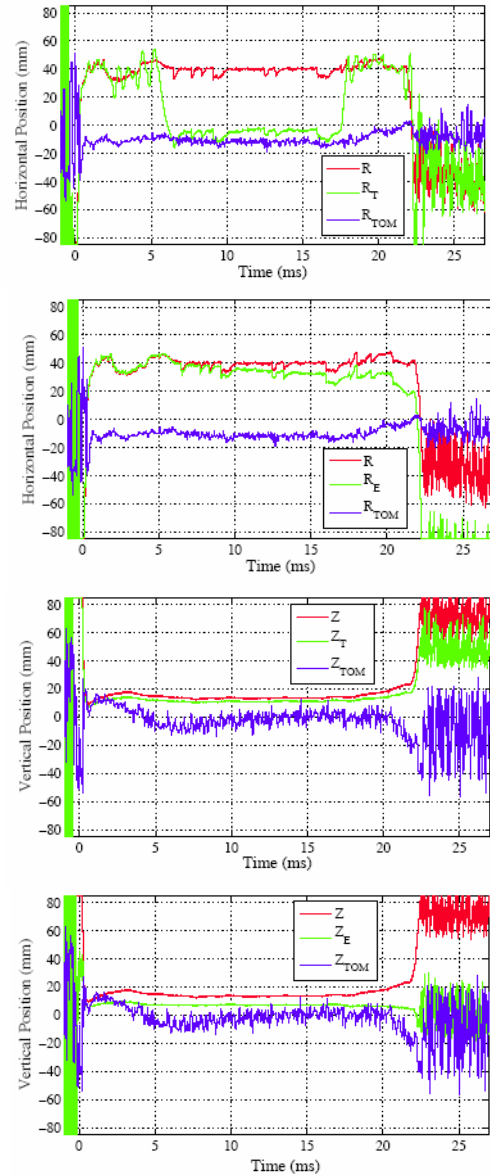 Horizontal Position (mm)
80
60
40
20
0
−20
−40
−60
−80
R
R_T
R_TOM
0 5 10 15 20 25
Time (ms)
Horizontal Position (mm)
80
60
40
20
0
−20
−40
−60
−80
R
R_E
R_TOM
0 5 10 15 20 25
Time (ms)
Vertical Position (mm)
80
60
40
20
0
−20
−40
−60
−80
Z
Z_T
Z_TOM
0 5 10 15 20 25
Time (ms)
Vertical Position (mm)
80
60
40
20
0
−20
−40
−60
−80
Z
Z_E
Z_TOM
0 5 10 15 20 25
Time (ms)